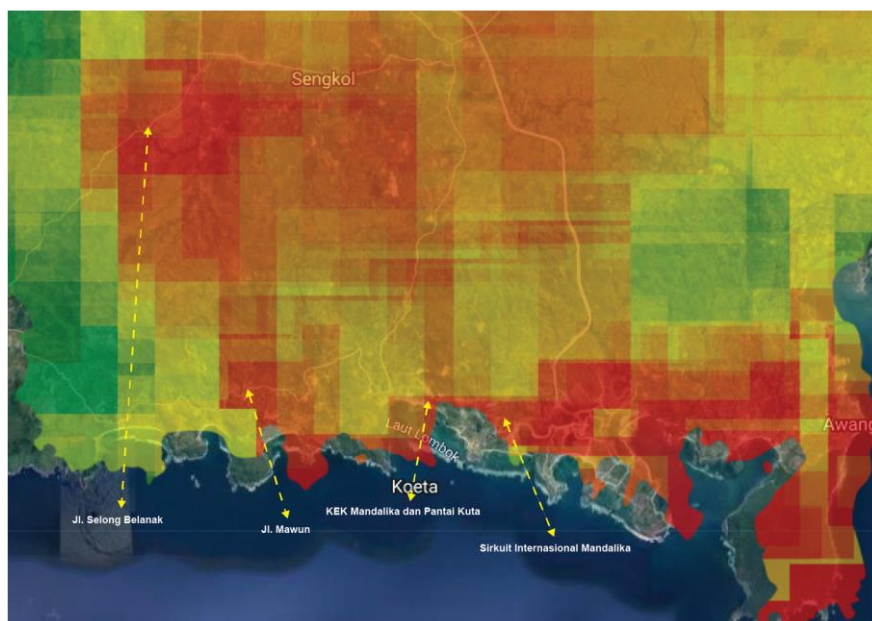 Sengkol
Laut Lombok
Awang
Koeta
Jl. Selong Belanak
Jl. Mawun
KEK Mandalika dan Pantai Kuta
Sirkuit Internasional Mandalika